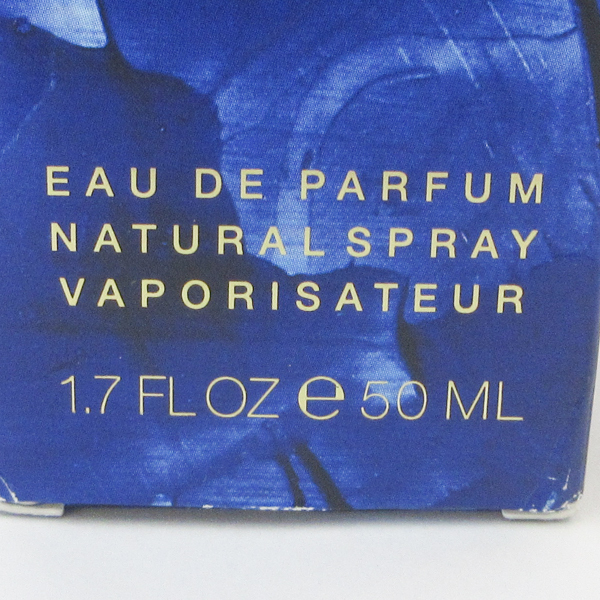 EAU DE PARFUM
NATURAL SPRAY
VAPORISATEUR
1.7 FL OZ ℮ 50 ML